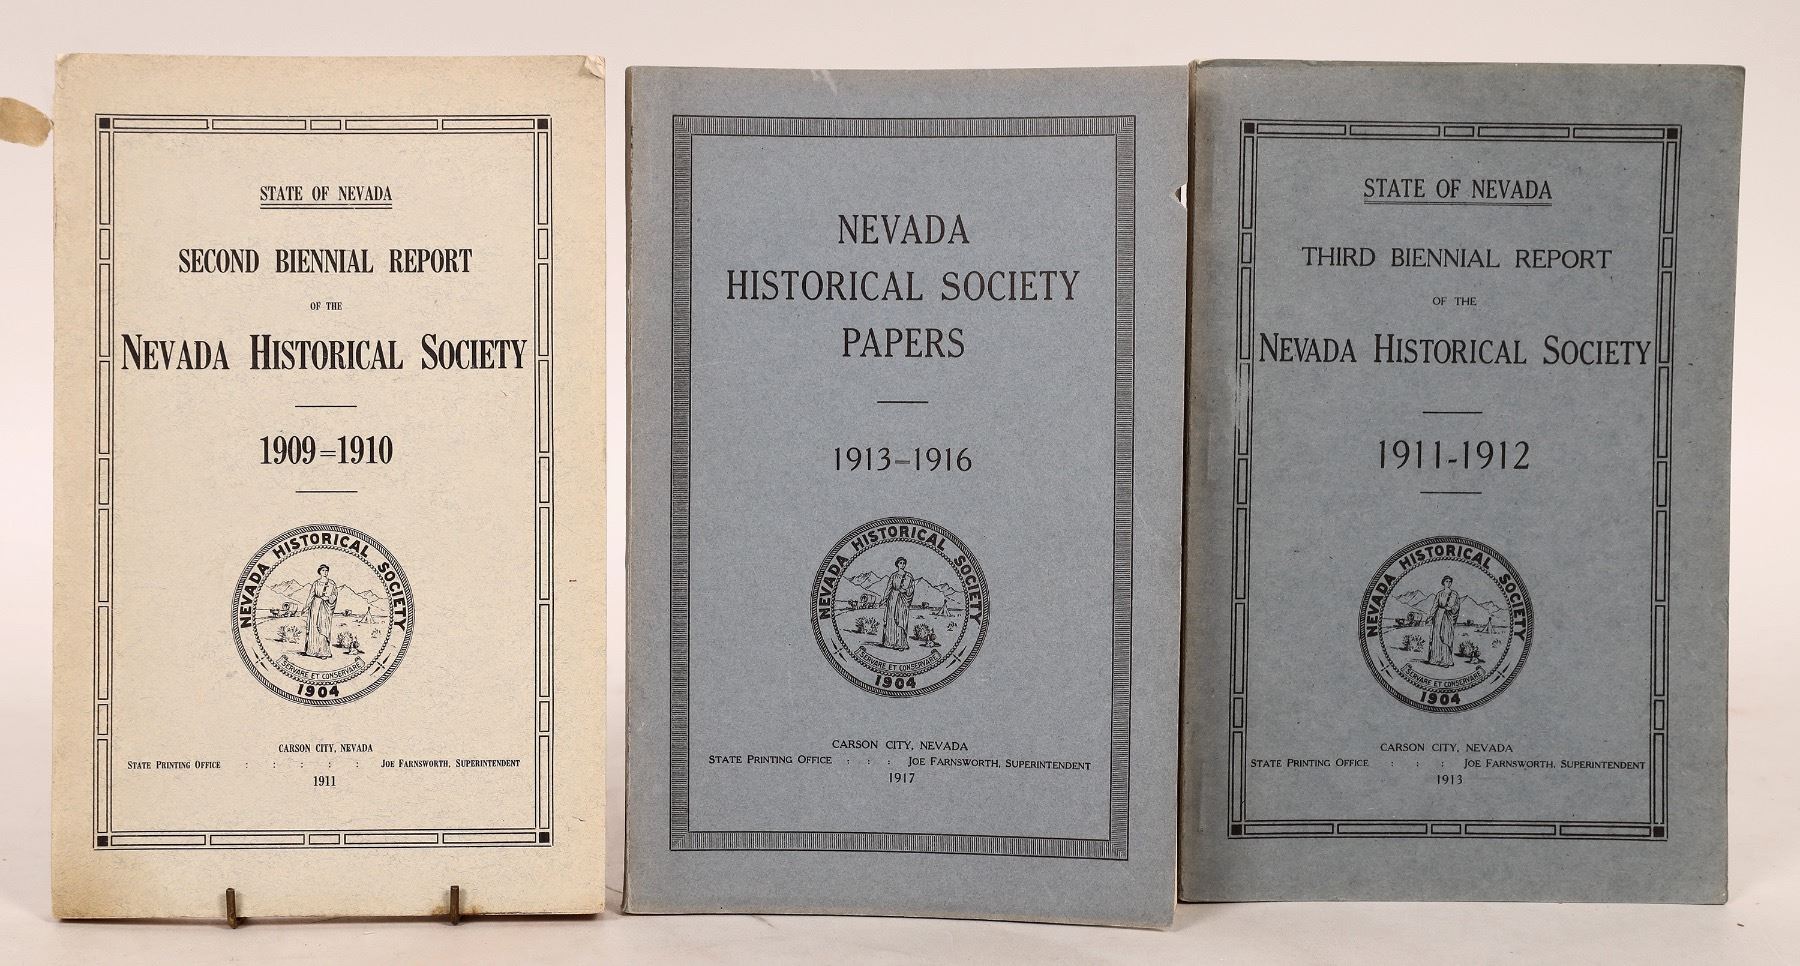 STATE OF NEVADA
SECOND BIENNIAL REPORT
OF THE
NEVADA HISTORICAL SOCIETY
1909=1910
NEVADA HISTORICAL SOCIETY
SERVARE ET CONSERVARE
1904
CARSON CITY, NEVADA
STATE PRINTING OFFICE : : : : : JOE FARNSWORTH, SUPERINTENDENT
1911
NEVADA
HISTORICAL SOCIETY
PAPERS
1913–1916
NEVADA HISTORICAL SOCIETY
SERVARE ET CONSERVARE
1904
CARSON CITY, NEVADA
STATE PRINTING OFFICE : : : JOE FARNSWORTH, SUPERINTENDENT
1917
STATE OF NEVADA
THIRD BIENNIAL REPORT
OF THE
NEVADA HISTORICAL SOCIETY
1911-1912
NEVADA HISTORICAL SOCIETY
SERVARE ET CONSERVARE
1904
CARSON CITY, NEVADA
STATE PRINTING OFFICE : : : JOE FARNSWORTH, SUPERINTENDENT
1913